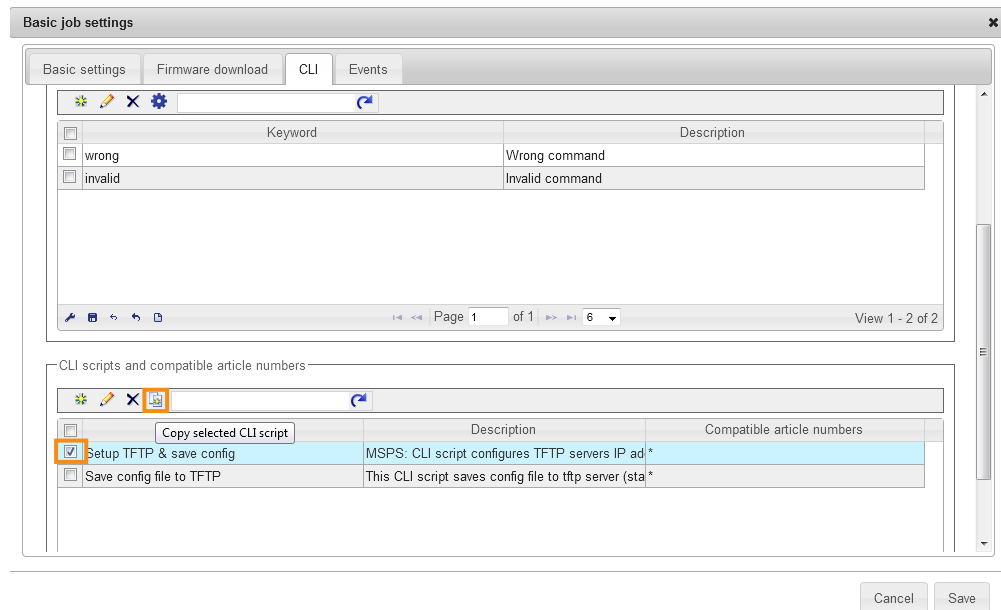 Basic job settings
Basic settings Firmware download CLI Events
Keyword Description
wrong Wrong command
invalid Invalid command
Page 1 of 1 6 View 1 - 2 of 2
CLI scripts and compatible article numbers
Description Compatible article numbers
Copy selected CLI script
Setup TFTP & save config MSPS: CLI script configures TFTP servers IP ad *
Save config file to TFTP This CLI script saves config file to tftp server (sta *
Cancel Save